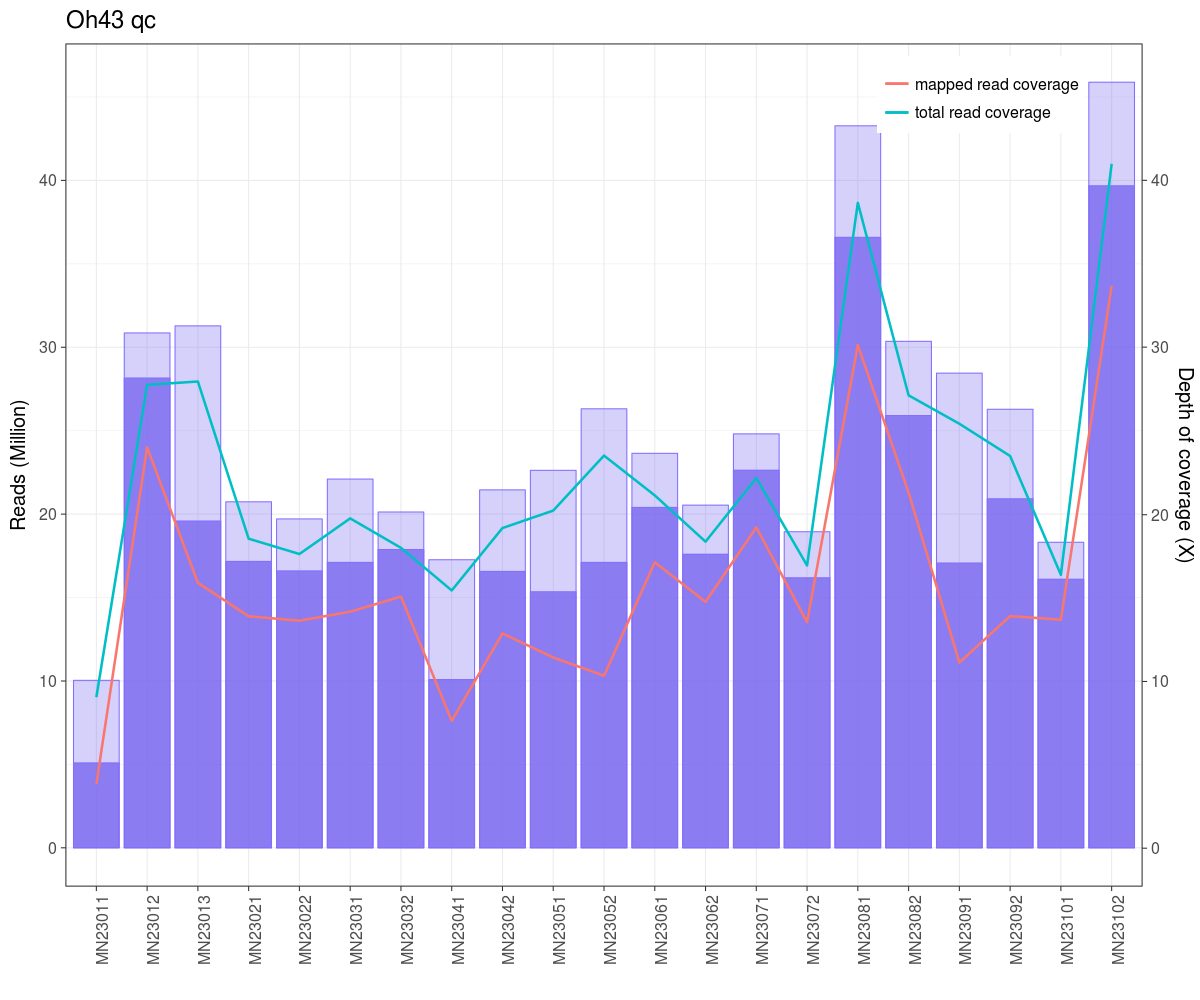 Oh43 qc
mapped read coverage
total read coverage
Reads (Million)
40
30
20
10
0
40
30
20
10
0
Depth of coverage (X)
MN23011
MN23012
MN23013
MN23021
MN23022
MN23031
MN23032
MN23041
MN23042
MN23051
MN23052
MN23061
MN23062
MN23071
MN23072
MN23081
MN23082
MN23091
MN23092
MN23101
MN23102